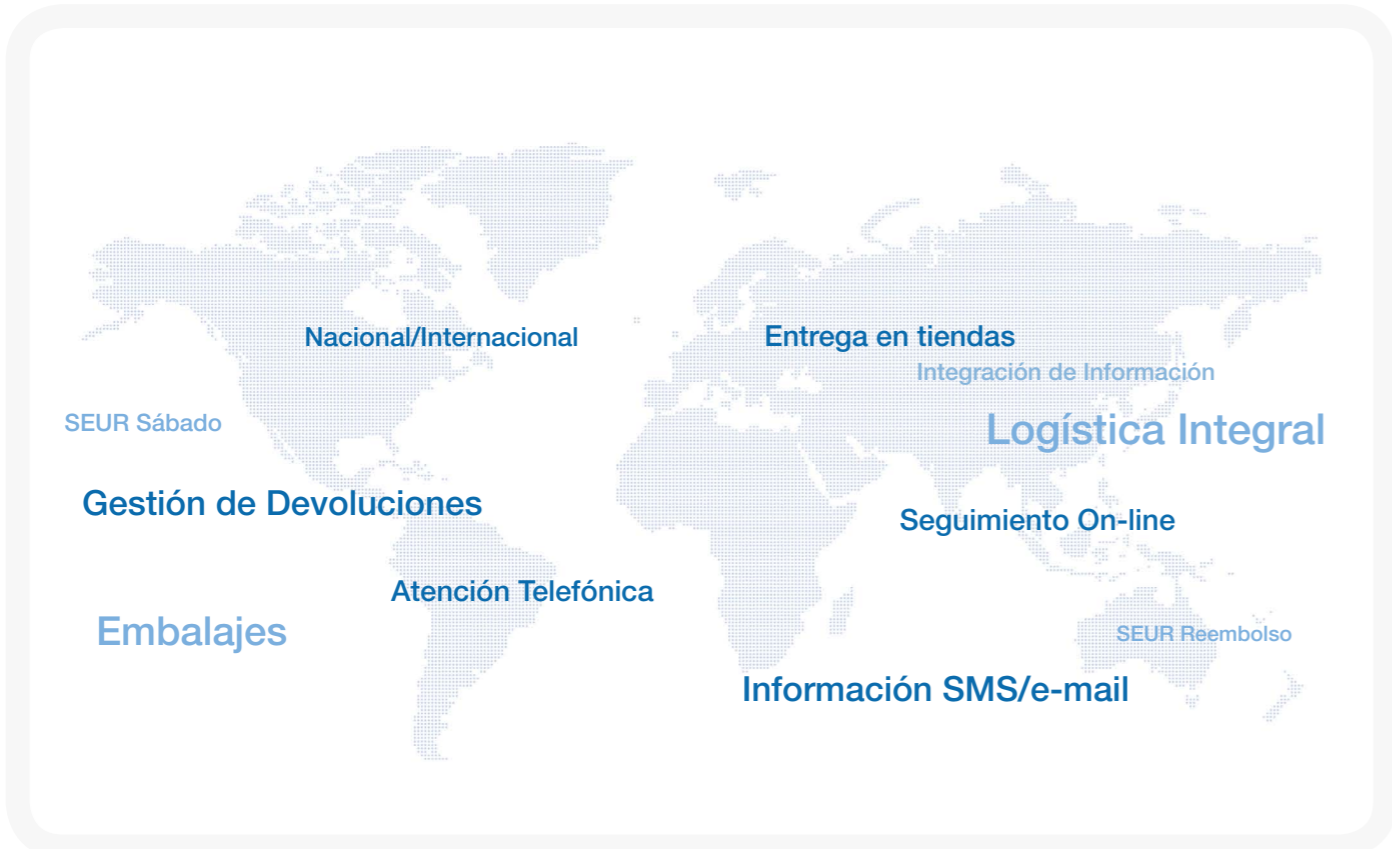 Nacional/Internacional
Entrega en tiendas
Integración de Información
SEUR Sábado
Logística Integral
Gestión de Devoluciones
Seguimiento On-line
Atención Telefónica
Embalajes
SEUR Reembolso
Información SMS/e-mail